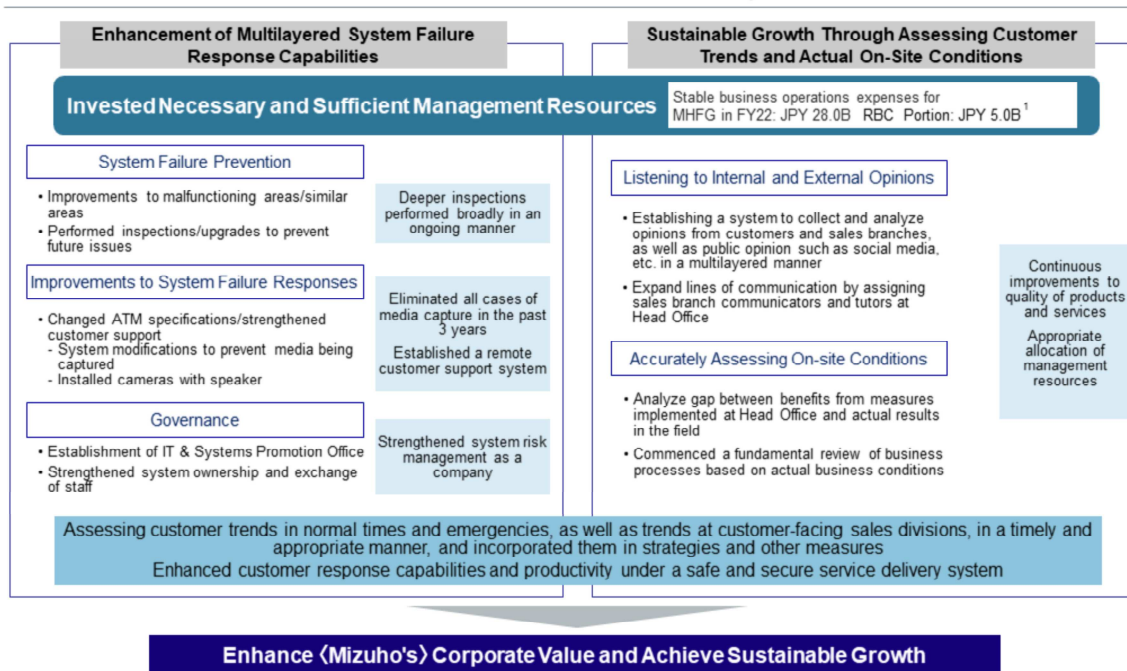 Enhancement of Multilayered System Failure
Response Capabilities
Sustainable Growth Through Assessing Customer
Trends and Actual On-Site Conditions
Invested Necessary and Sufficient Management Resources
Stable business operations expenses for
MHFG in FY22: JPY 28.0B RBC Portion: JPY 5.0B¹
System Failure Prevention
• Improvements to malfunctioning areas/similar
areas
• Performed inspections/upgrades to prevent
future issues
Deeper inspections
performed broadly in an
ongoing manner
Improvements to System Failure Responses
• Changed ATM specifications/strengthened
customer support
- System modifications to prevent media being
captured
- Installed cameras with speaker
Eliminated all cases of
media capture in the past
3 years
Established a remote
customer support system
Governance
• Establishment of IT & Systems Promotion Office
• Strengthened system ownership and exchange
of staff
Strengthened system risk
management as a
company
Listening to Internal and External Opinions
• Establishing a system to collect and analyze
opinions from customers and sales branches,
as well as public opinion such as social media,
etc. in a multilayered manner
• Expand lines of communication by assigning
sales branch communicators and tutors at
Head Office
Accurately Assessing On-site Conditions
• Analyze gap between benefits from measures
implemented at Head Office and actual results
in the field
• Commenced a fundamental review of business
processes based on actual business conditions
Continuous
improvements to
quality of products
and services
Appropriate
allocation of
management
resources
Assessing customer trends in normal times and emergencies, as well as trends at customer-facing sales divisions, in a timely and
appropriate manner, and incorporated them in strategies and other measures
Enhanced customer response capabilities and productivity under a safe and secure service delivery system
Enhance〈Mizuho's〉Corporate Value and Achieve Sustainable Growth